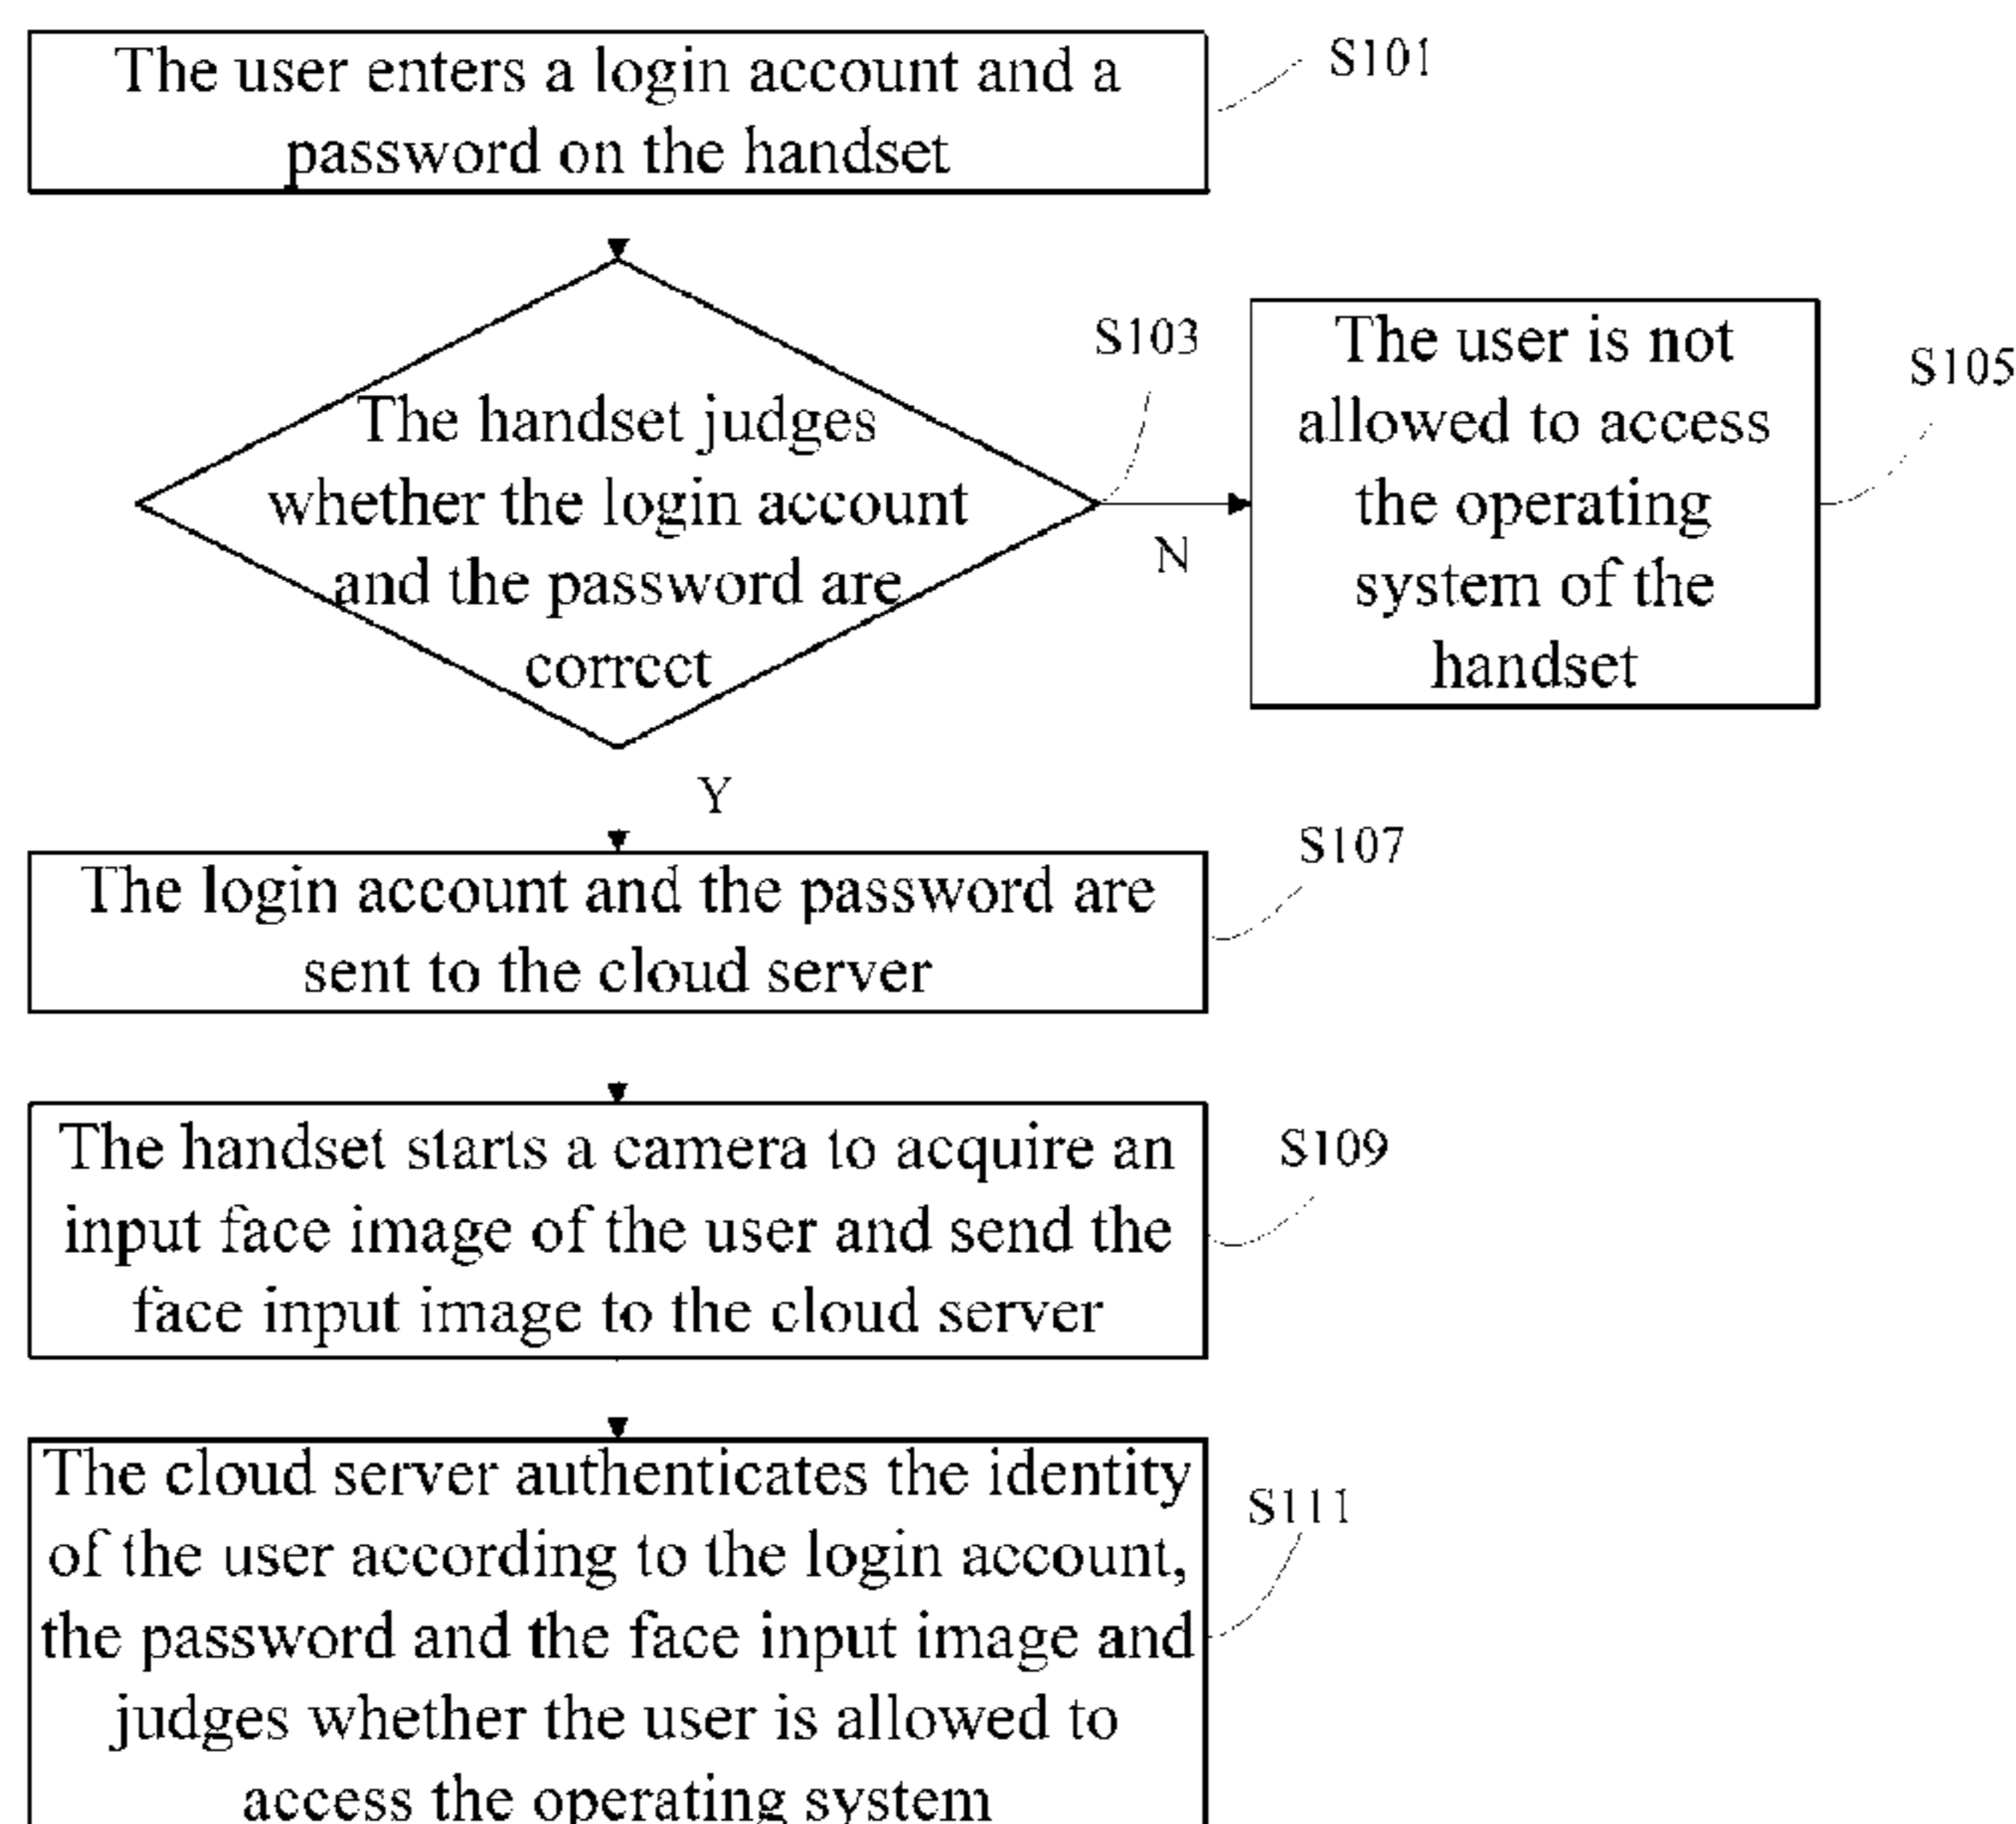 The user enters a login account and a
password on the handset
S101
The handset judges
whether the login account
and the password are
correct
S103
N
The user is not
allowed to access
the operating
system of the
handset
S105
Y
The login account and the password are
sent to the cloud server
S107
The handset starts a camera to acquire an
input face image of the user and send the
face input image to the cloud server
S109
The cloud server authenticates the identity
of the user according to the login account,
the password and the face input image and
judges whether the user is allowed to
access the operating system
S111